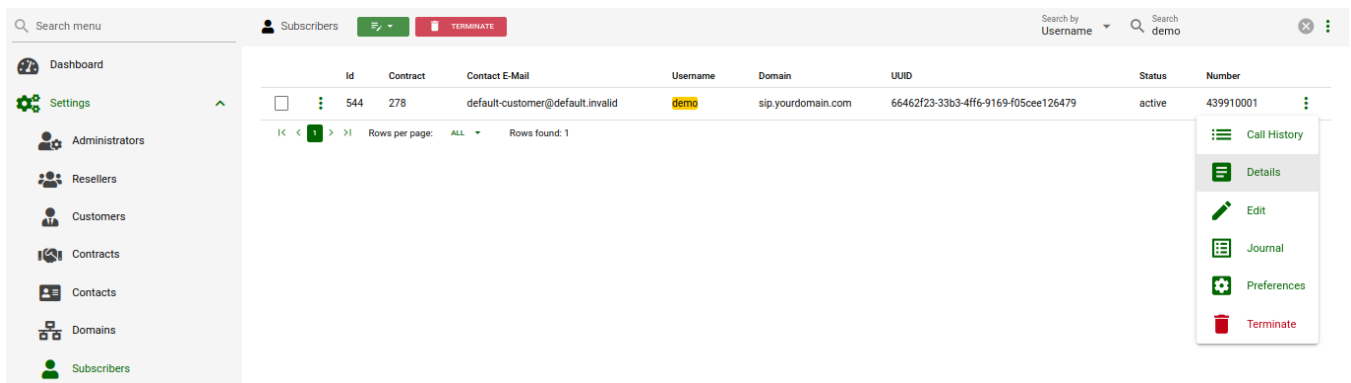 Search menu
Dashboard
Settings
Administrators
Resellers
Customers
Contracts
Contacts
Domains
Subscribers
Subscribers TERMINATE Search by Username Search demo
Id Contract Contact E-Mail Username Domain UUID Status Number
544 278 default-customer@default.invalid demo sip.yourdomain.com 66462f23-33b3-4ff6-9169-f05cee126479 active 439910001
1 Rows per page: ALL Rows found: 1
Call History
Details
Edit
Journal
Preferences
Terminate